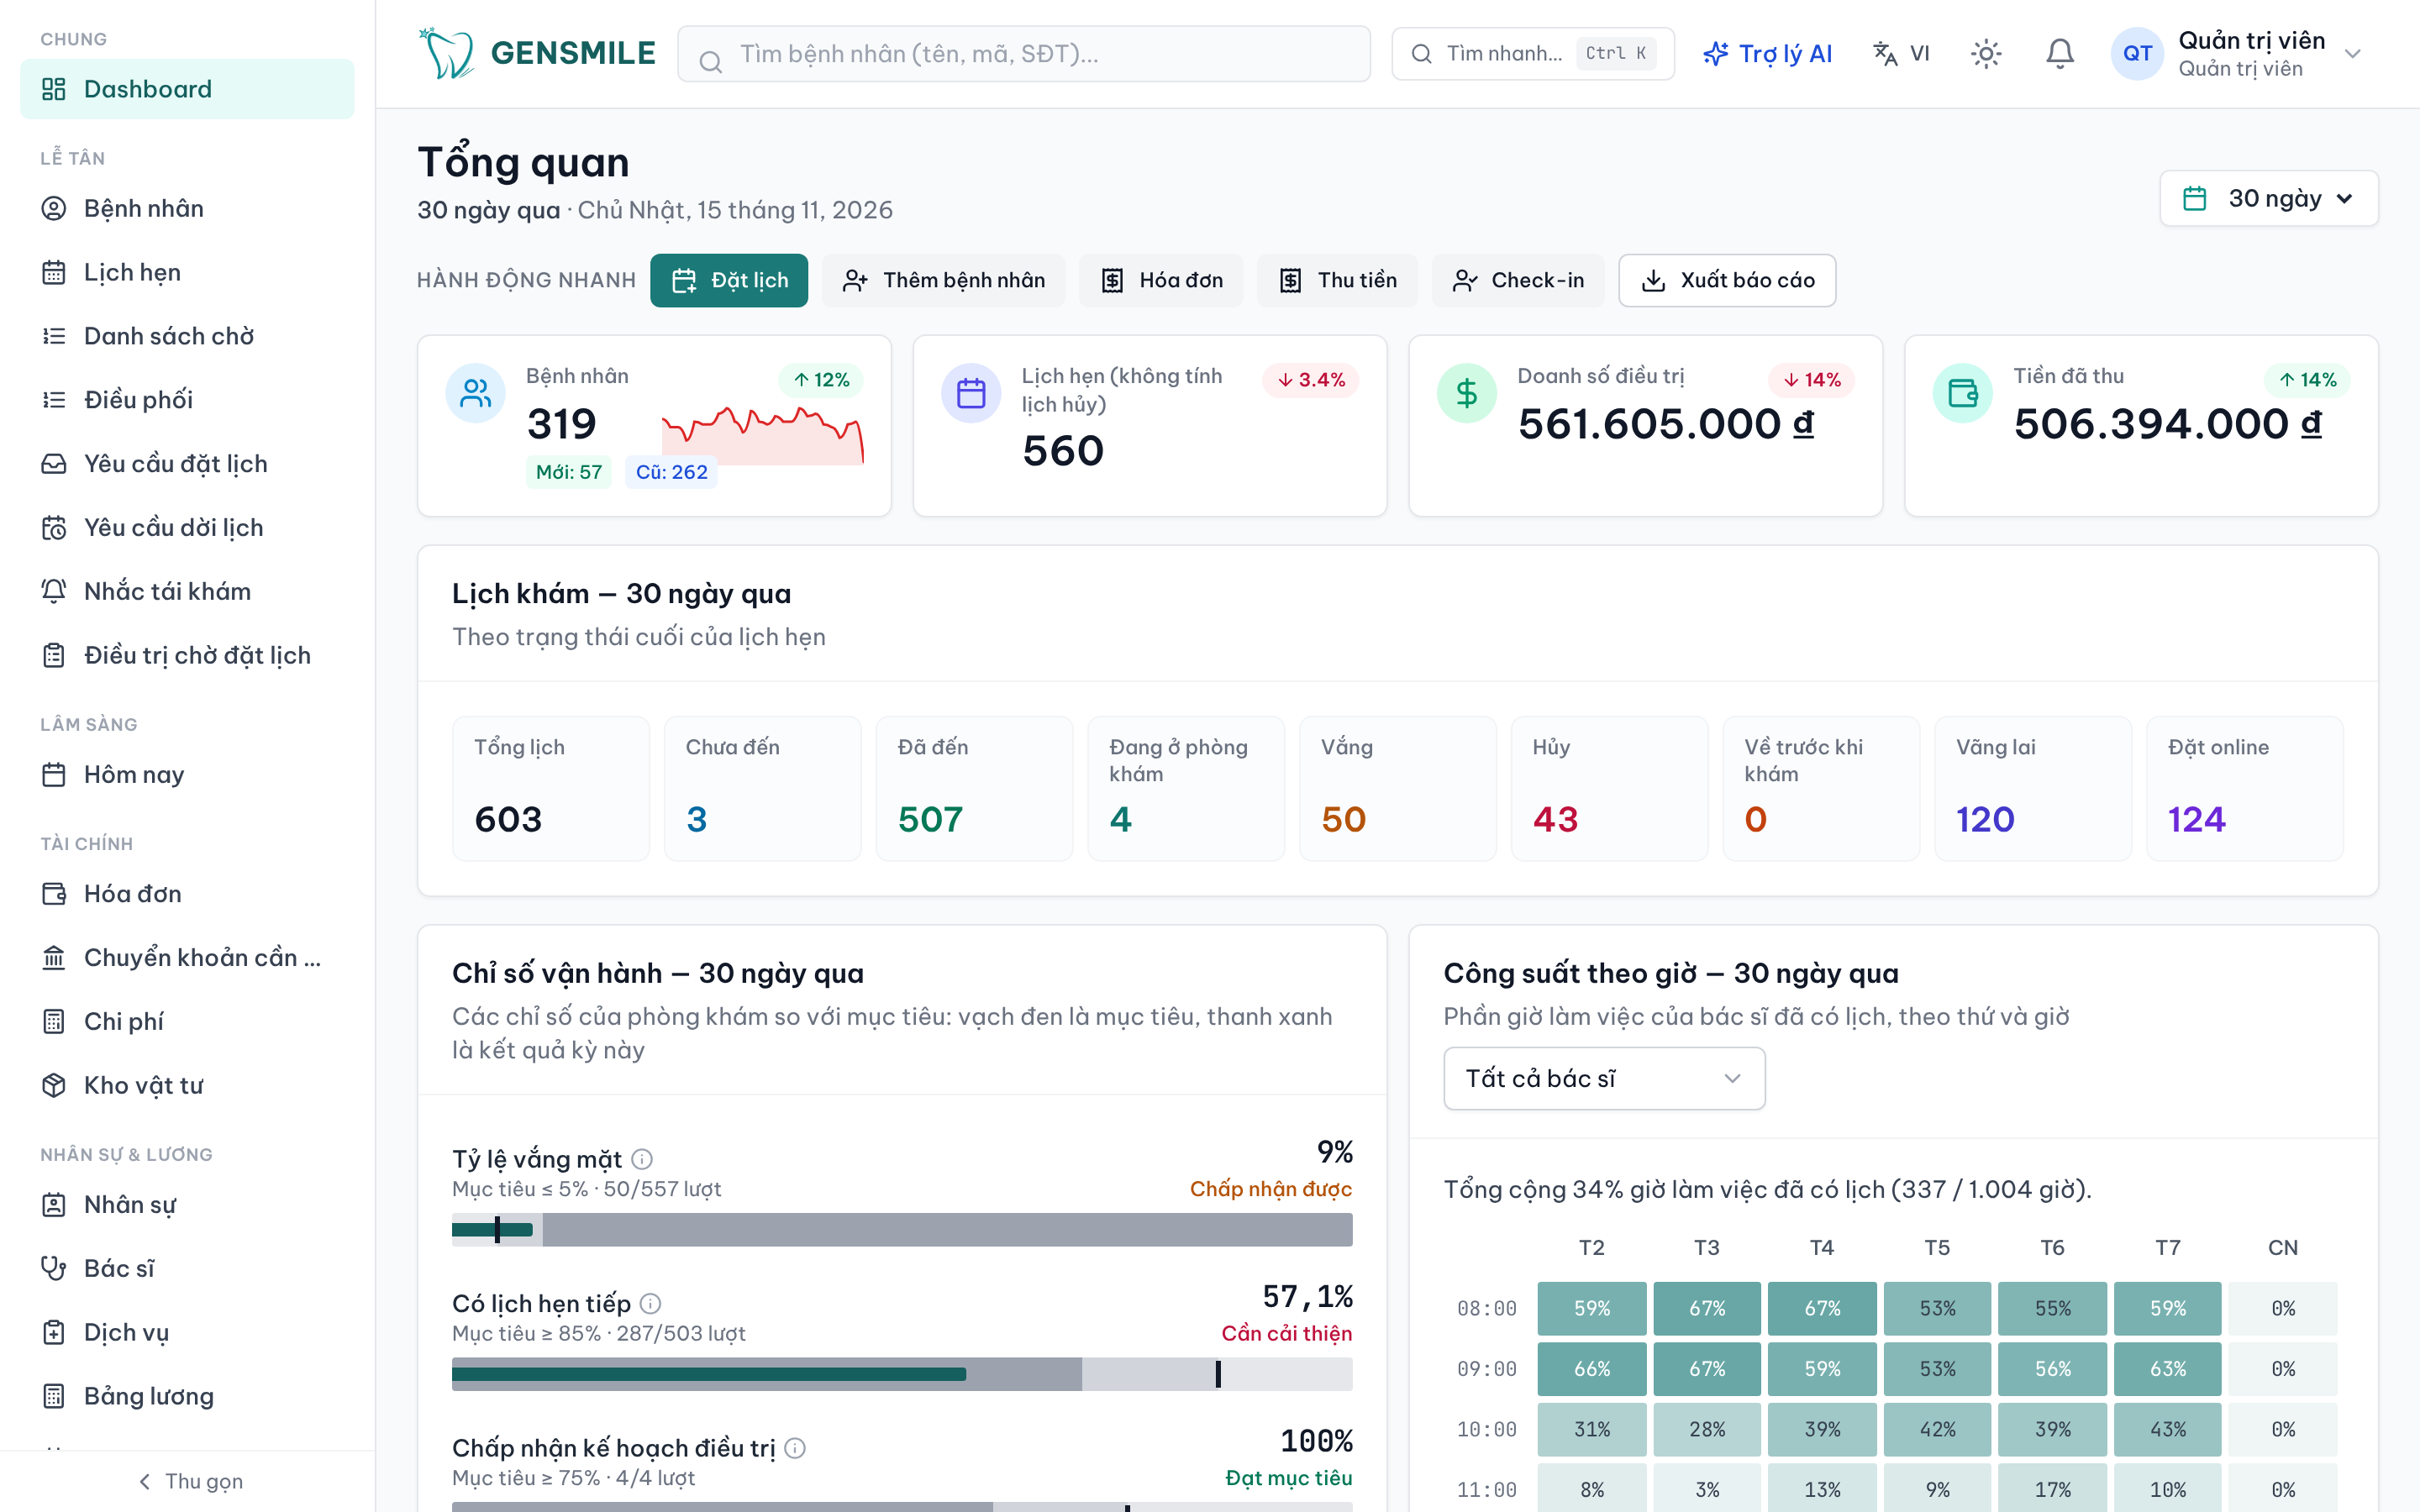 CHUNG
Dashboard
LỄ TÂN
Bệnh nhân
Lịch hẹn
Danh sách chờ
Điều phối
Yêu cầu đặt lịch
Yêu cầu dời lịch
Nhắc tái khám
Điều trị chờ đặt lịch
LÂM SÀNG
Hôm nay
TÀI CHÍNH
Hóa đơn
Chuyển khoản cần ...
Chi phí
Kho vật tư
NHÂN SỰ & LƯƠNG
Nhân sự
Bác sĩ
Dịch vụ
Bảng lương
Thu gọn
GENSMILE
Tìm bệnh nhân (tên, mã, SĐT)...
Tìm nhanh... Ctrl K
Trợ lý AI
VI
QT
Quản trị viên
Quản trị viên
Tổng quan
30 ngày qua · Chủ Nhật, 15 tháng 11, 2026
30 ngày
HÀNH ĐỘNG NHANH Đặt lịch Thêm bệnh nhân Hóa đơn Thu tiền Check-in Xuất báo cáo
Bệnh nhân
12%
319
Mới: 57 Cũ: 262
Lịch hẹn (không tính
lịch hủy)
3.4%
560
Doanh số điều trị
14%
561.605.000 đ
Tiền đã thu
14%
506.394.000 đ
Lịch khám — 30 ngày qua
Theo trạng thái cuối của lịch hẹn
Tổng lịch
603
Chưa đến
3
Đã đến
507
Đang ở phòng
khám
4
Vắng
50
Hủy
43
Về trước khi
khám
0
Vãng lai
120
Đặt online
124
Chỉ số vận hành — 30 ngày qua
Các chỉ số của phòng khám so với mục tiêu: vạch đen là mục tiêu, thanh xanh
là kết quả kỳ này
Tỷ lệ vắng mặt
9%
Mục tiêu ≤ 5% · 50/557 lượt
Chấp nhận được
Có lịch hẹn tiếp
57,1%
Mục tiêu ≥ 85% · 287/503 lượt
Cần cải thiện
Chấp nhận kế hoạch điều trị
100%
Mục tiêu ≥ 75% · 4/4 lượt
Đạt mục tiêu
Công suất theo giờ — 30 ngày qua
Phần giờ làm việc của bác sĩ đã có lịch, theo thứ và giờ
Tất cả bác sĩ
Tổng cộng 34% giờ làm việc đã có lịch (337 / 1.004 giờ).
T2 T3 T4 T5 T6 T7 CN
08:00 59% 67% 67% 53% 55% 59% 0%
09:00 66% 67% 59% 53% 56% 63% 0%
10:00 31% 28% 39% 42% 39% 43% 0%
11:00 8% 3% 13% 9% 17% 10% 0%